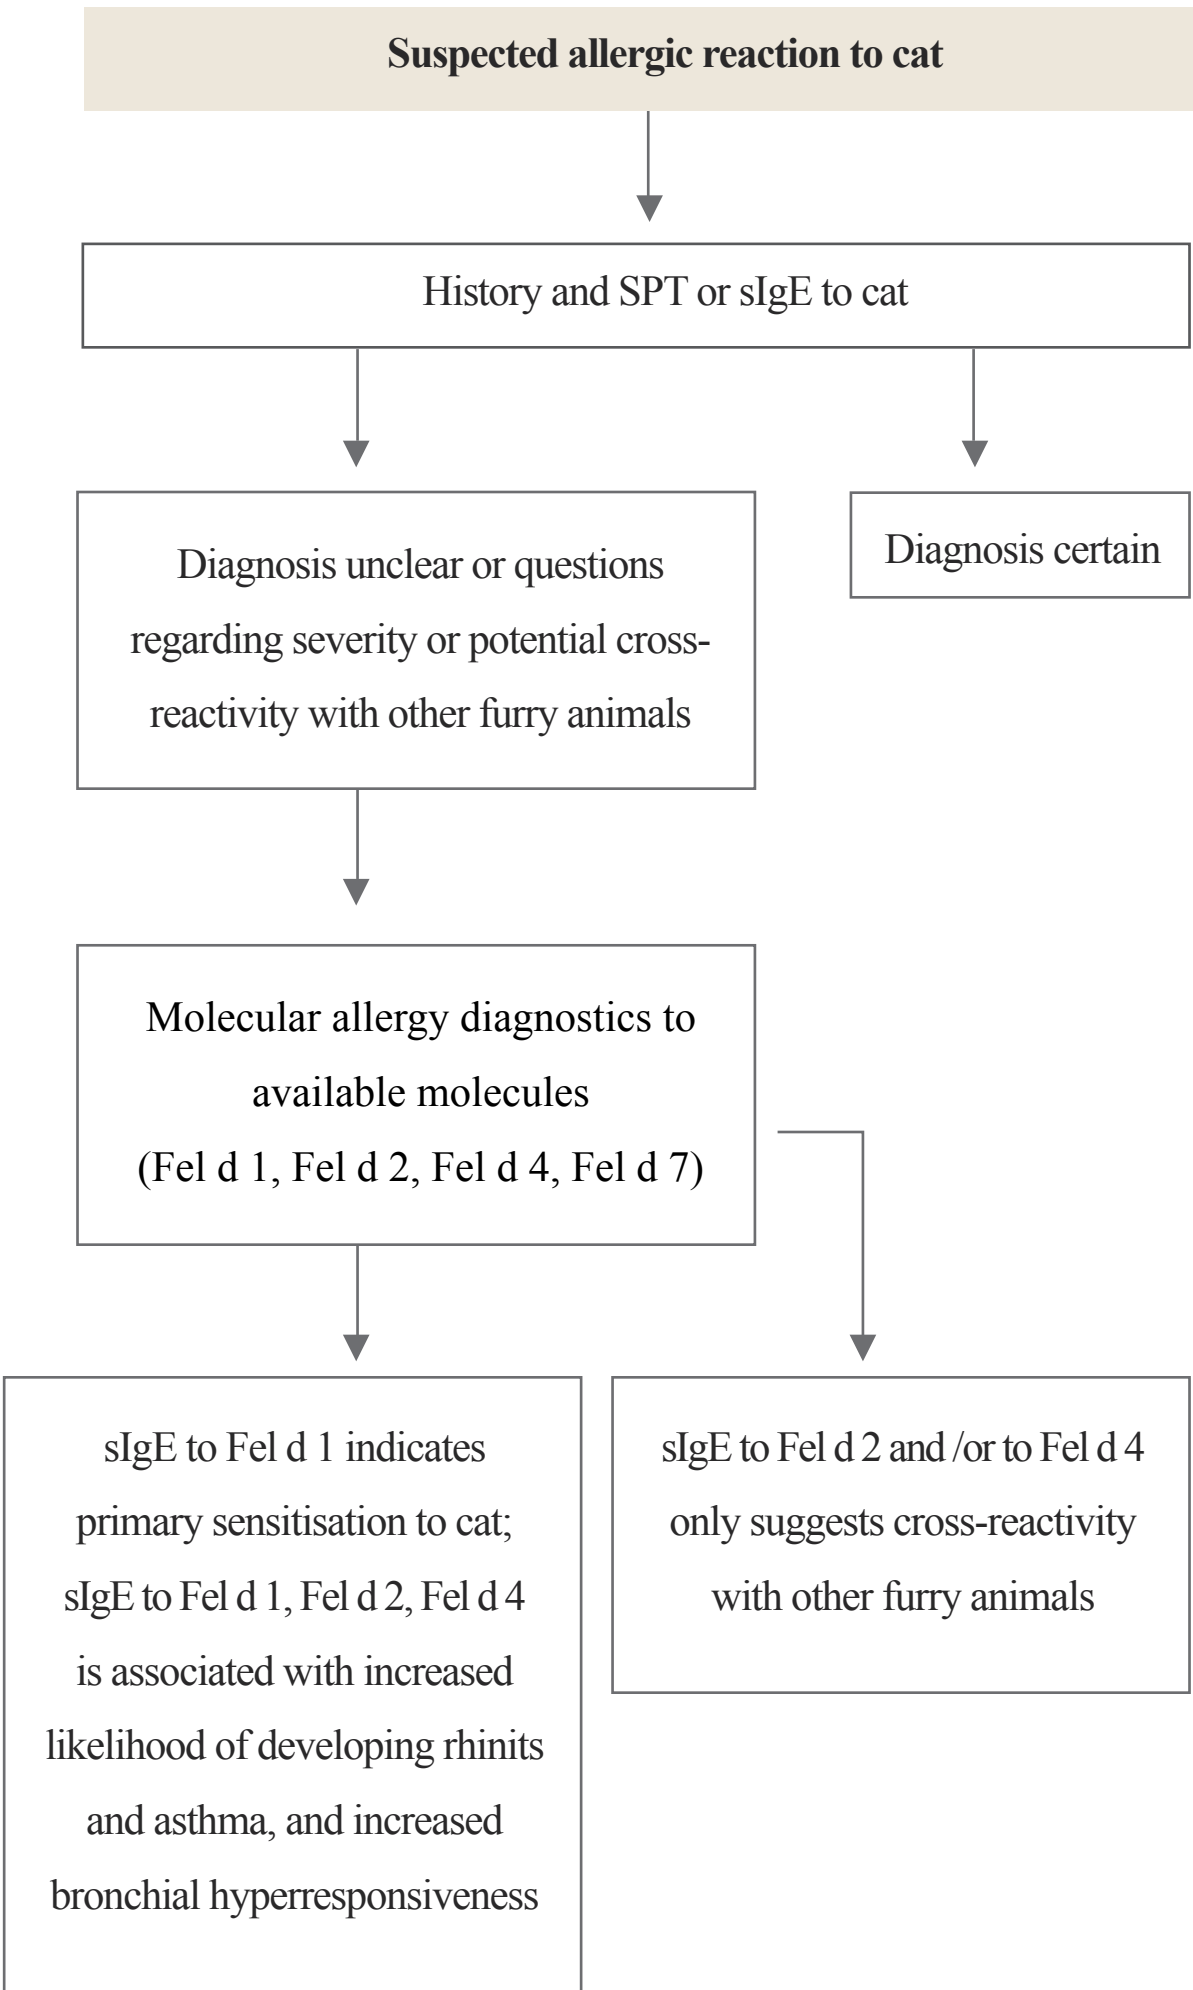 Suspected allergic reaction to cat
History and SPT or sIgE to cat
Diagnosis unclear or questions
regarding severity or potential cross-
reactivity with other furry animals
Diagnosis certain
Molecular allergy diagnostics to
available molecules
(Fel d 1, Fel d 2, Fel d 4, Fel d 7)
sIgE to Fel d 1 indicates
primary sensitisation to cat;
sIgE to Fel d 1, Fel d 2, Fel d 4
is associated with increased
likelihood of developing rhinits
and asthma, and increased
bronchial hyperresponsiveness
sIgE to Fel d 2 and /or to Fel d 4
only suggests cross-reactivity
with other furry animals